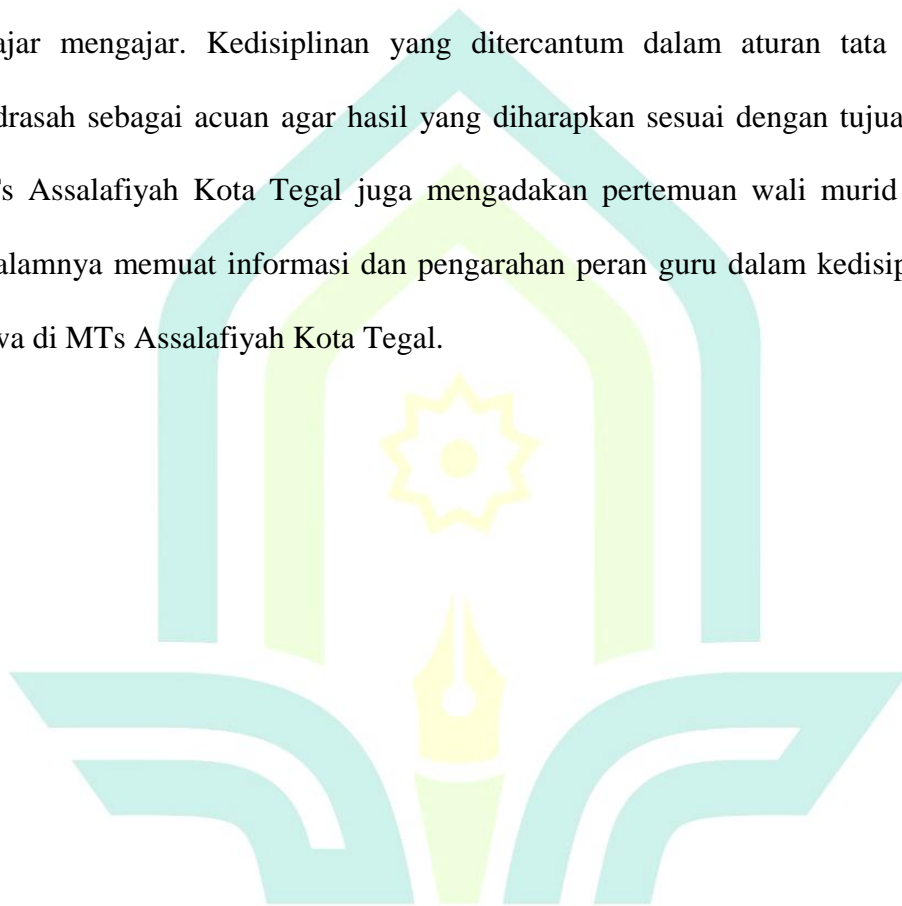 ajar mengajar. Kedisiplinan yang ditercantum dalam aturan tata
drasah sebagai acuan agar hasil yang diharapkan sesuai dengan tujua
s Assalafiyah Kota Tegal juga mengadakan pertemuan wali murid
alamnya memuat informasi dan pengarahan peran guru dalam kedisip
va di MTs Assalafiyah Kota Tegal.